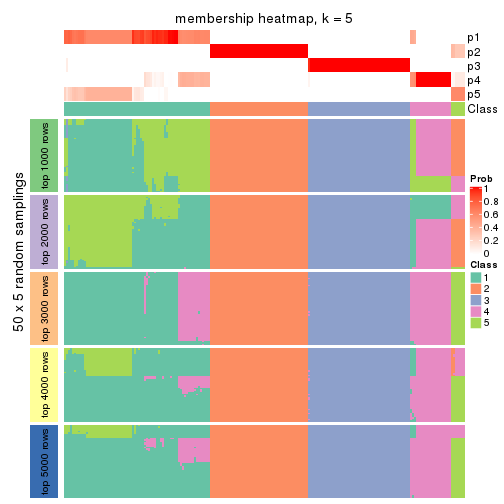 membership heatmap, k = 5
p1
p2
p3
p4
p5
Class
50 x 5 random samplings
top 1000 rows
top 2000 rows
top 3000 rows
top 4000 rows
top 5000 rows
Prob
1
0.8
0.6
0.4
0.2
0
Class
1
2
3
4
5